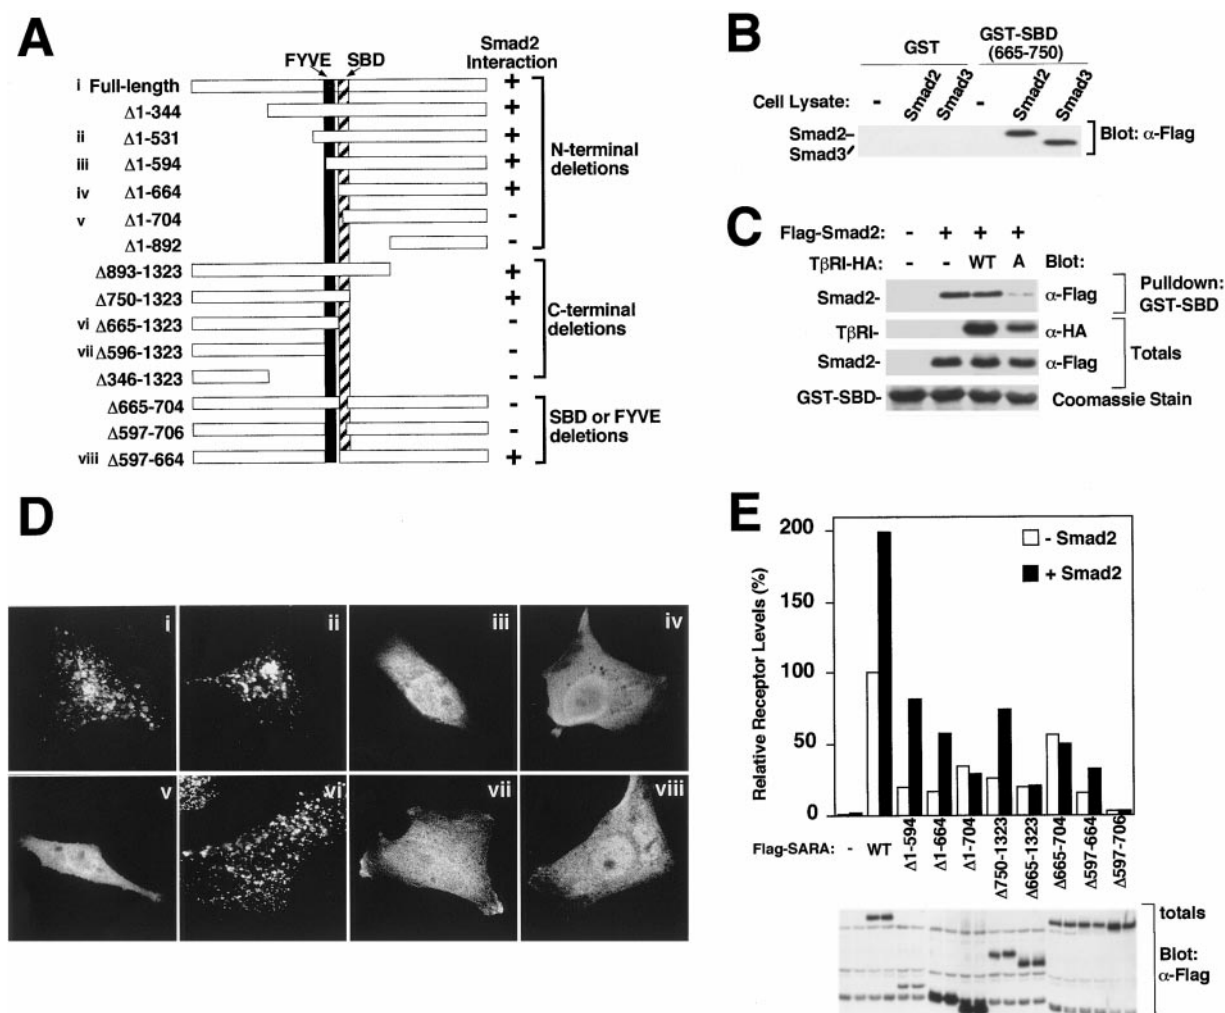 A
FYVE SBD
Smad2
Interaction
i Full-length +
Δ1-344 +
ii Δ1-531 +
iii Δ1-594 +
iv Δ1-664 +
v Δ1-704 -
Δ1-892 -
N-terminal
deletions
Δ893-1323 +
Δ750-1323 +
vi Δ665-1323 -
vii Δ596-1323 -
Δ346-1323 -
C-terminal
deletions
Δ665-704 -
Δ597-706 -
viii Δ597-664 +
SBD or FYVE
deletions
B
GST
GST-SBD
(665-750)
Cell Lysate: - Smad2 Smad3 - Smad2 Smad3
Smad2-
Smad3
Blot: α-Flag
C
Flag-Smad2: - + + +
TβRI-HA: - - WT A Blot:
Smad2- α-Flag
Pulldown:
GST-SBD
TβRI- α-HA
Smad2- α-Flag
Totals
GST-SBD- Coomassie Stain
D
i ii iii iv
v vi vii viii
E
Relative Receptor Levels (%)
200
150
100
50
0
- Smad2
+ Smad2
Flag-SARA: - WT Δ1-594 Δ1-664 Δ1-704 Δ750-1323 Δ665-1323 Δ665-704 Δ597-664 Δ597-706
totals
Blot:
α-Flag